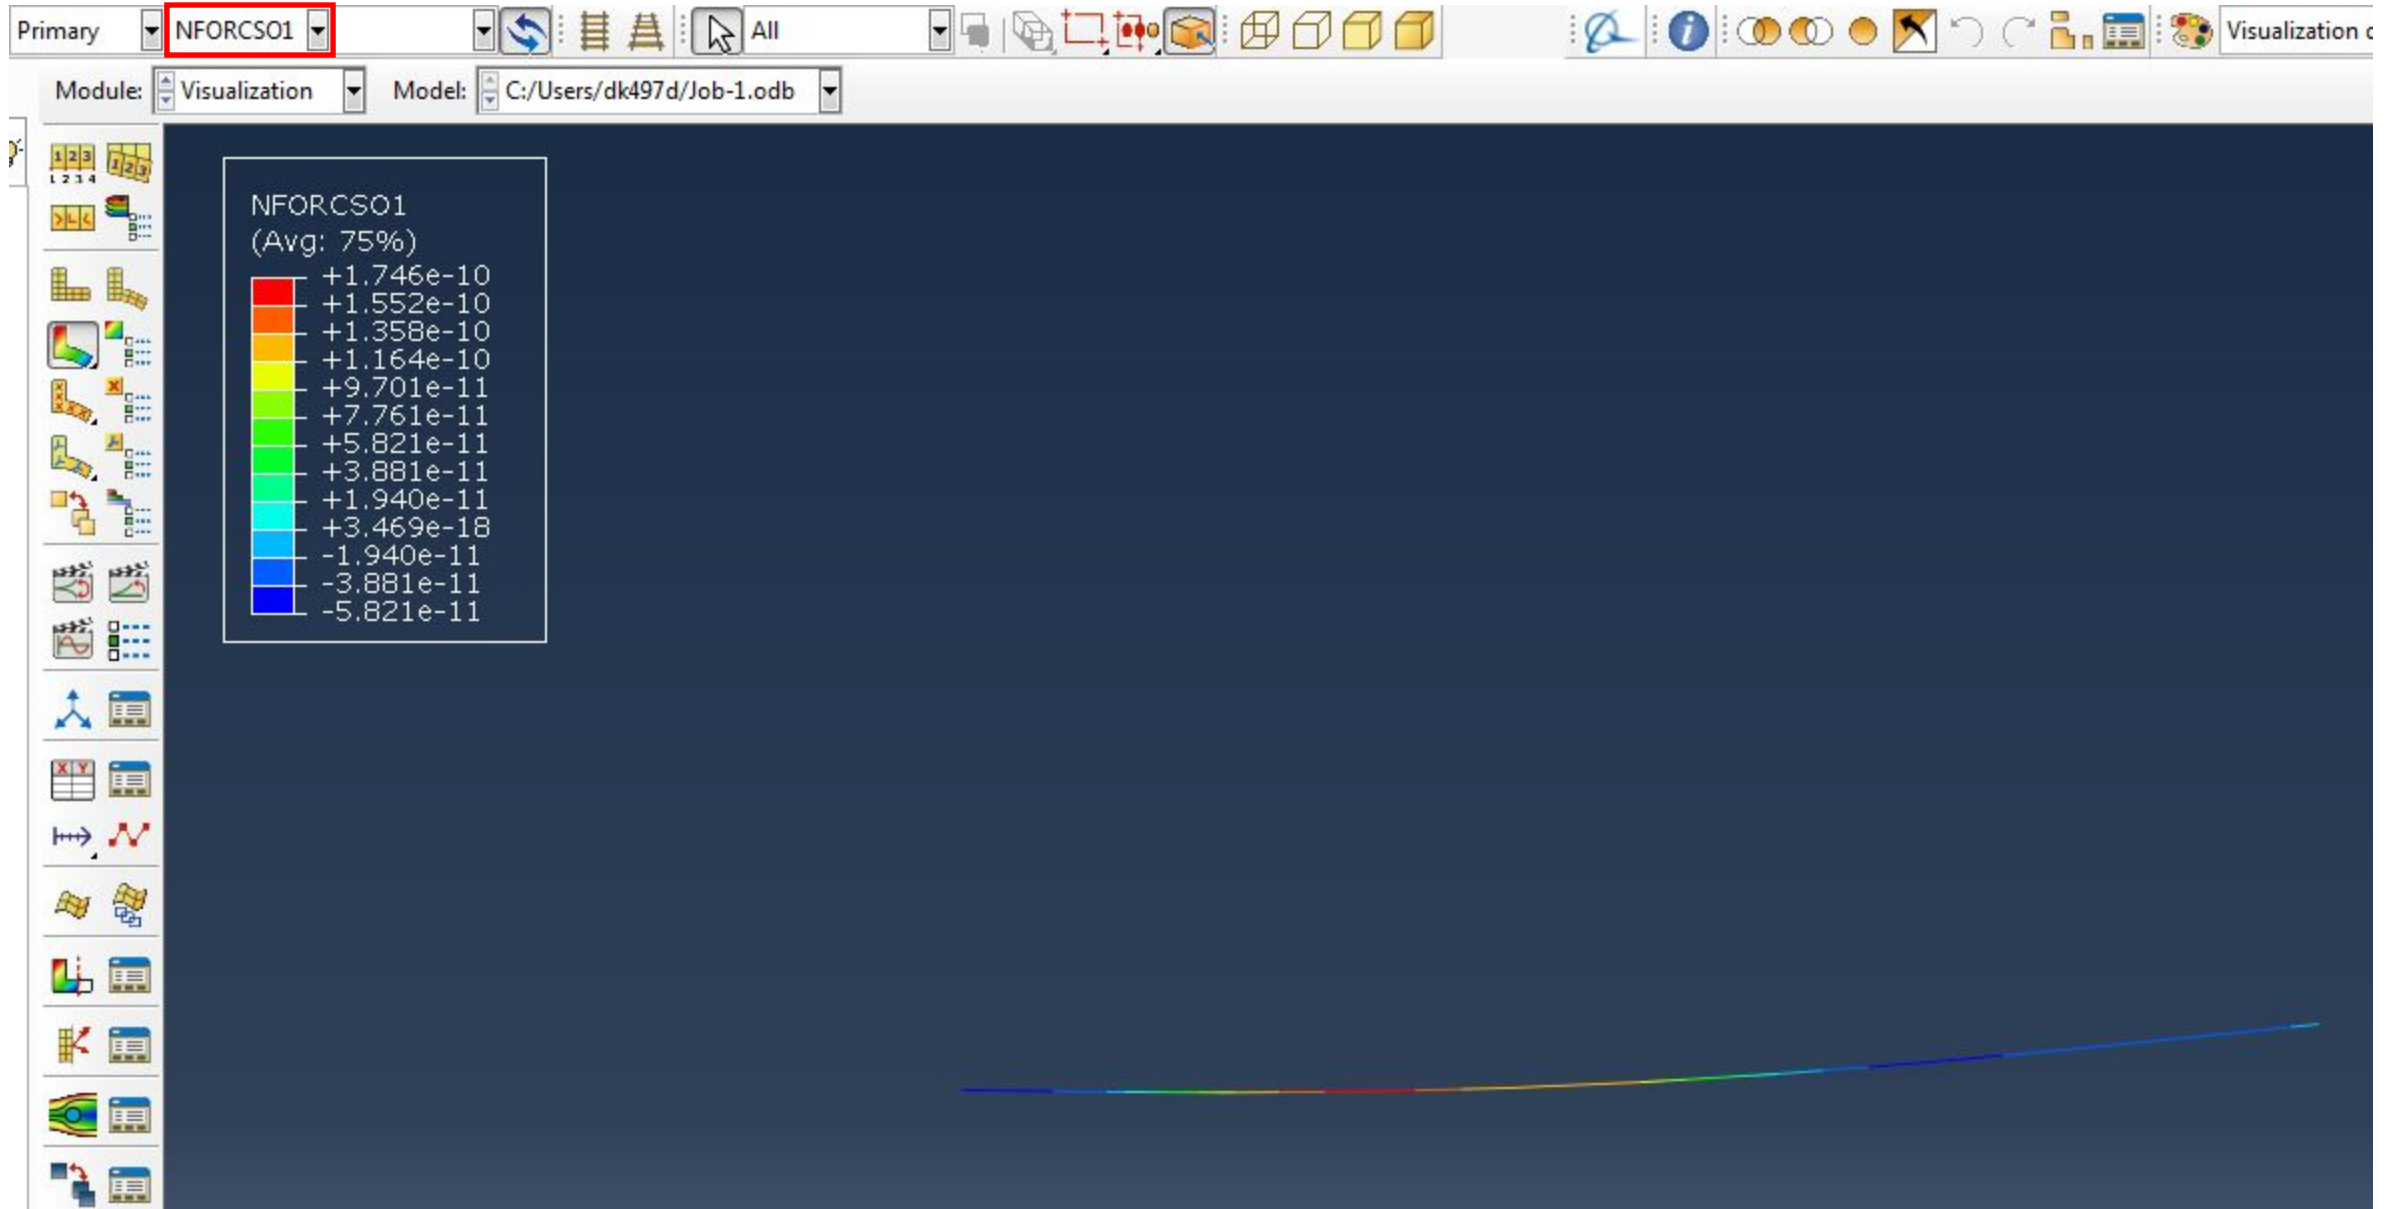 Primary NFORCSO1 All Visualization
Module: Visualization Model: C:/Users/dk497d/Job-1.odb
NFORCSO1
(Avg: 75%)
+1.746e-10
+1.552e-10
+1.358e-10
+1.164e-10
+9.701e-11
+7.761e-11
+5.821e-11
+3.881e-11
+1.940e-11
+3.469e-18
-1.940e-11
-3.881e-11
-5.821e-11